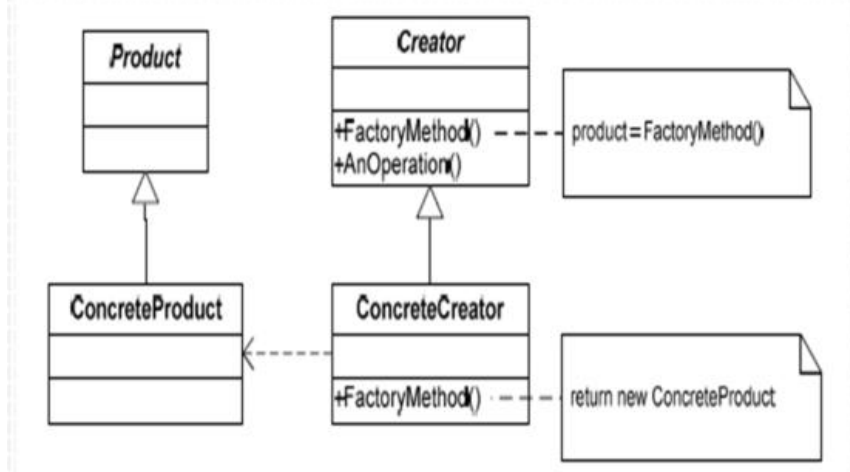 Product
Creator
+FactoryMethod()
+AnOperation()
product=FactoryMethod()
ConcreteProduct
ConcreteCreator
+FactoryMethod()
return new ConcreteProduct